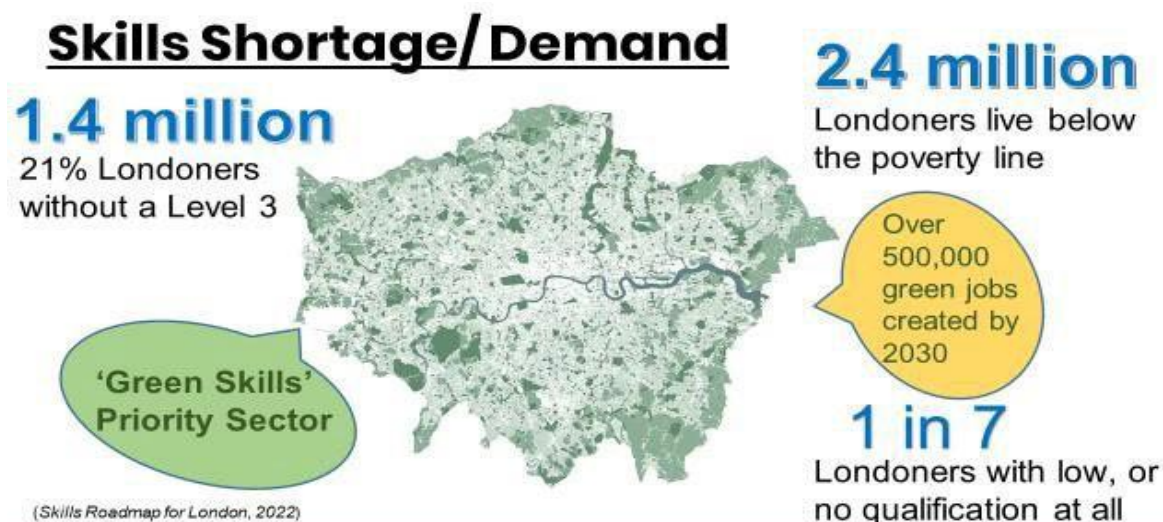 Skills Shortage/ Demand
1.4 million
21% Londoners
without a Level 3
2.4 million
Londoners live below
the poverty line
Over
500,000
green jobs
created by
2030
‘Green Skills’
Priority Sector
1 in 7
Londoners with low, or
no qualification at all
(Skills Roadmap for London, 2022)